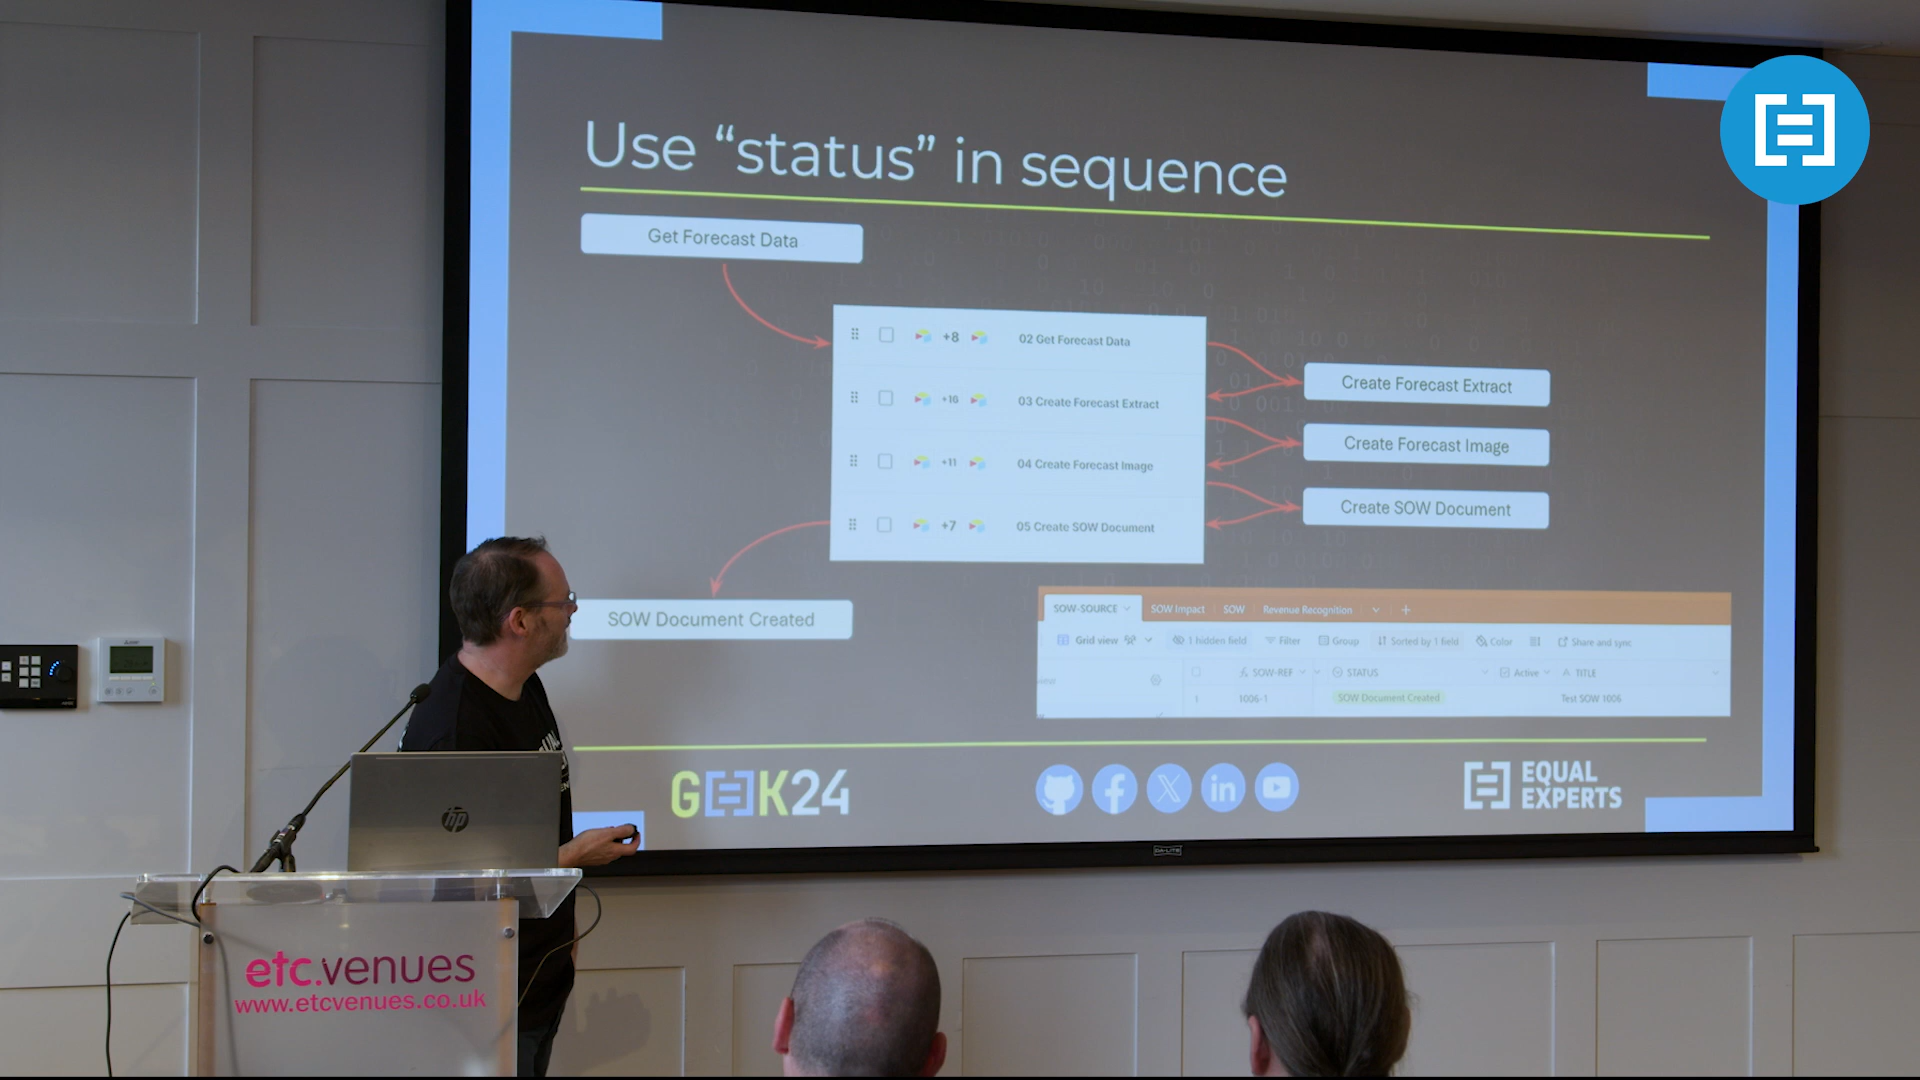 Use “status” in sequence
Get Forecast Data
+8 02 Get Forecast Data
+16 03 Create Forecast Extract
+11 04 Create Forecast Image
+7 05 Create SOW Document
Create Forecast Extract
Create Forecast Image
Create SOW Document
SOW Document Created
SOW-SOURCE SOW Impact SOW Revenue Recognition +
Grid view 1 hidden field Filter Group Sorted by 1 field Color Share and sync
SOW-REF STATUS Active TITLE
1 1006-1 SOW Document Created Test SOW 1006
GEEK24
EQUAL
EXPERTS
DA-LITE
hp
etc.venues
www.etcvenues.co.uk